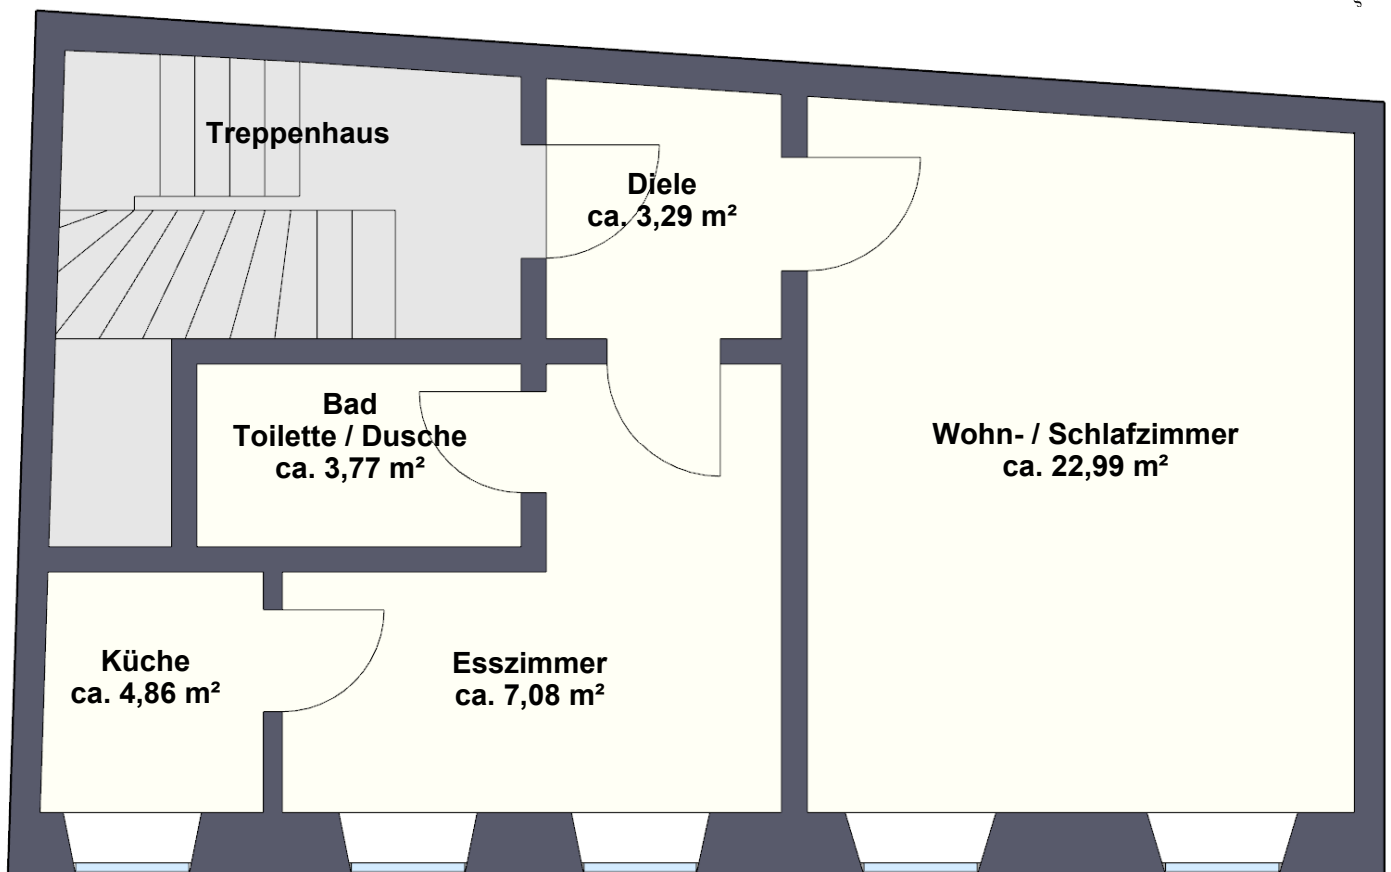 Treppenhaus
Diele
ca. 3,29 m²
Bad
Toilette / Dusche
ca. 3,77 m²
Wohn- / Schlafzimmer
ca. 22,99 m²
Küche
ca. 4,86 m²
Esszimmer
ca. 7,08 m²